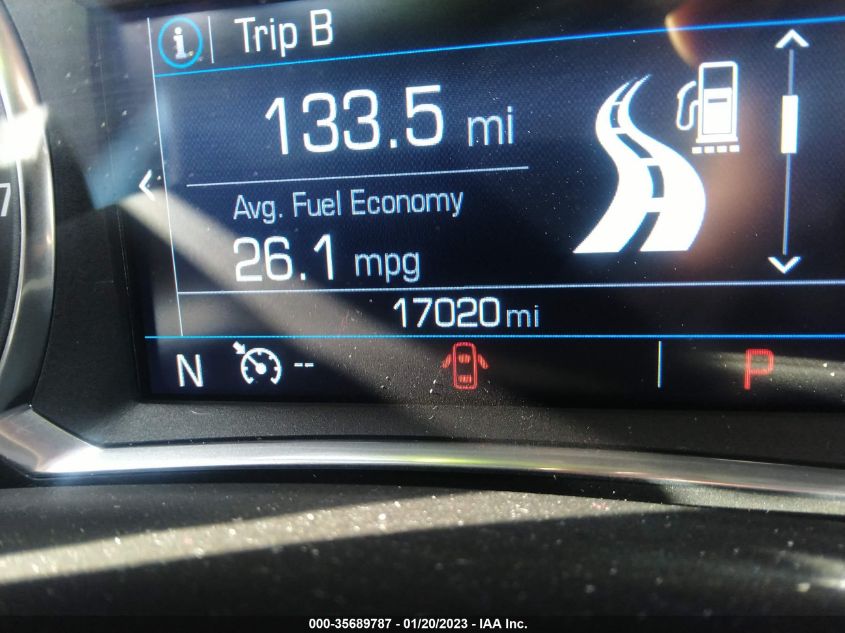 Trip B
133.5 mi
Avg. Fuel Economy
26.1 mpg
17020 mi
N --
P
7
000-35689787 - 01/20/2023 - IAA Inc.